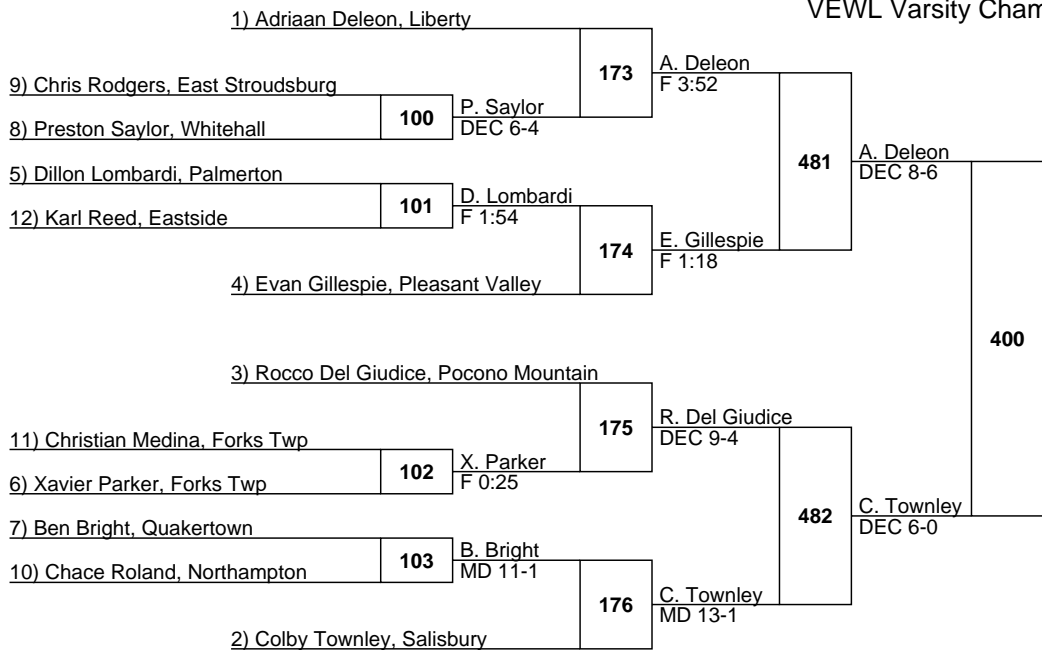 VEWL Varsity Cham
1) Adriaan Deleon, Liberty
173
A. Deleon
F 3:52
9) Chris Rodgers, East Stroudsburg
100
P. Saylor
DEC 6-4
8) Preston Saylor, Whitehall
481
A. Deleon
DEC 8-6
5) Dillon Lombardi, Palmerton
101
D. Lombardi
F 1:54
12) Karl Reed, Eastside
174
E. Gillespie
F 1:18
4) Evan Gillespie, Pleasant Valley
400
3) Rocco Del Giudice, Pocono Mountain
175
R. Del Giudice
DEC 9-4
11) Christian Medina, Forks Twp
102
X. Parker
F 0:25
6) Xavier Parker, Forks Twp
482
C. Townley
DEC 6-0
7) Ben Bright, Quakertown
103
B. Bright
MD 11-1
10) Chace Roland, Northampton
176
C. Townley
MD 13-1
2) Colby Townley, Salisbury